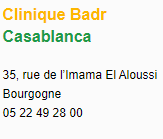 Clinique Badr
Casablanca
35, rue de l'Imama El Aloussi
Bourgogne
05 22 49 28 00